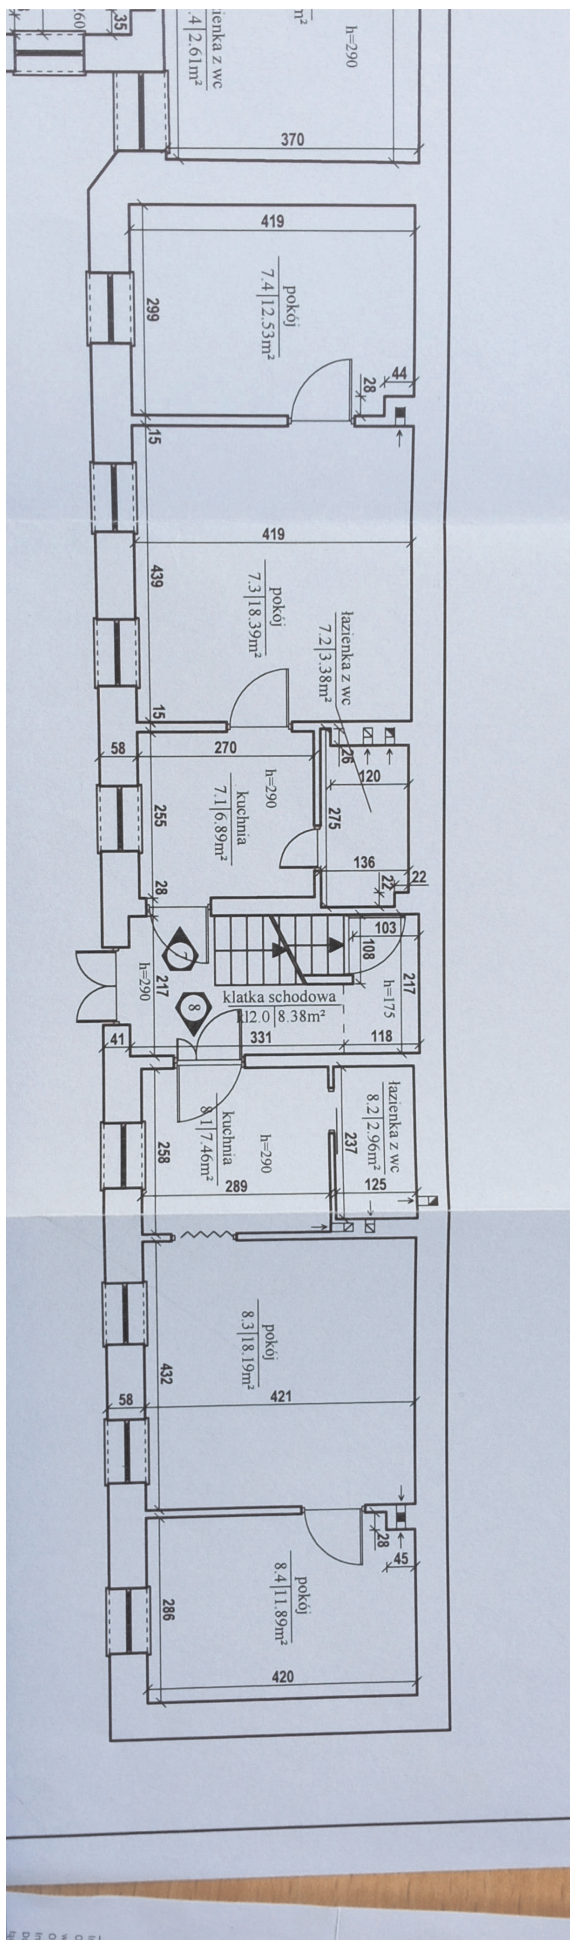 35
260
łazienka z wc
.4|2.61m²
m²
h=290
370
419
299
pokój
7.4|12.53m²
28
44
15
419
439
pokój
7.3|18.39m²
łazienka z wc
7.2|3.38m²
15
58
270
26
120
h=290
kuchnia
7.1|6.89m²
255
275
136
22
22
28
7
103
108
217
h=290
217
h=175
klatka schodowa
kl2.0|8.38m²
8
41
331
118
258
kuchnia
8.1|7.46m²
h=290
łazienka z wc
8.2|2.96m²
237
289
125
pokój
8.3|18.19m²
432
58
421
28
45
pokój
8.4|11.89m²
286
420